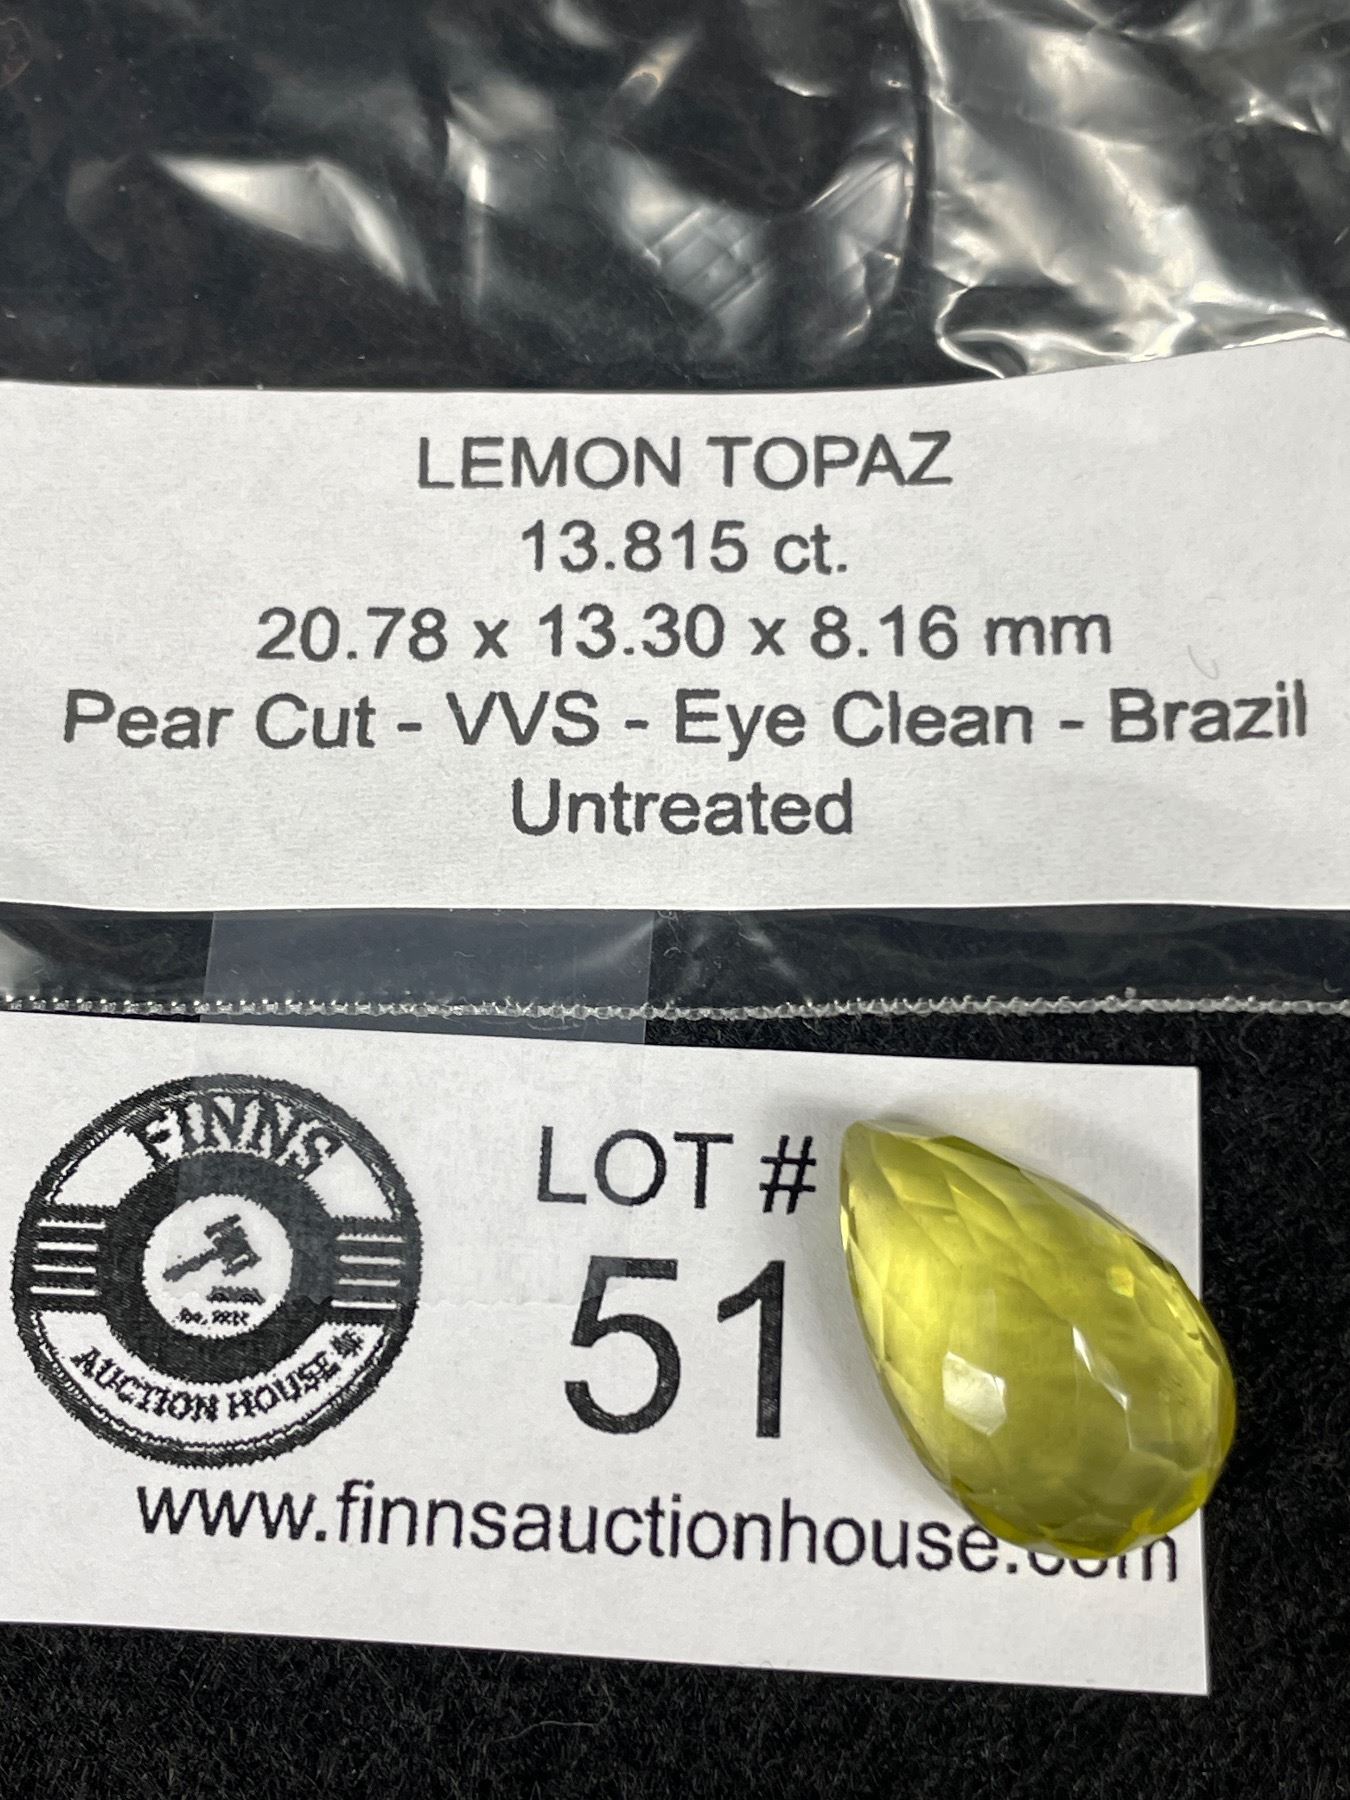 LEMON TOPAZ
13.815 ct.
20.78 x 13.30 x 8.16 mm
Pear Cut - VVS - Eye Clean - Brazil
Untreated
FINNS
AUCTION HOUSE
LOT #
51
www.finnsauctionhouse.com